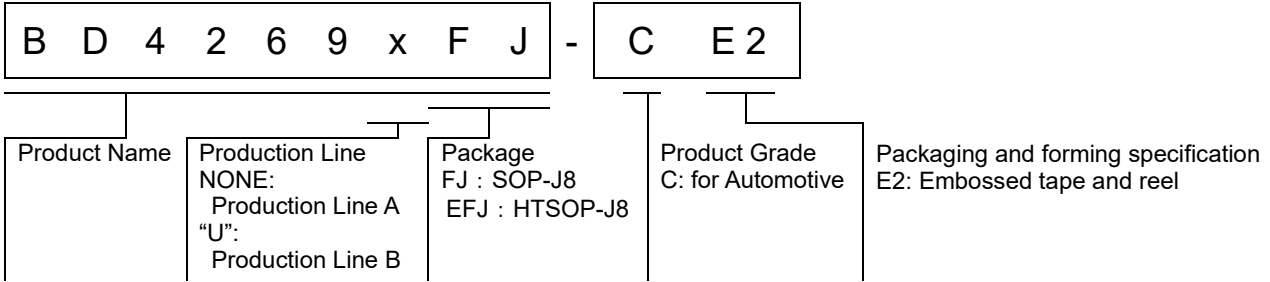 B D 4 2 6 9 x F J - C E 2
Product Name
Production Line
NONE:
Production Line A
“U”:
Production Line B
Package
FJ : SOP-J8
EFJ : HTSOP-J8
Product Grade
C: for Automotive
Packaging and forming specification
E2: Embossed tape and reel